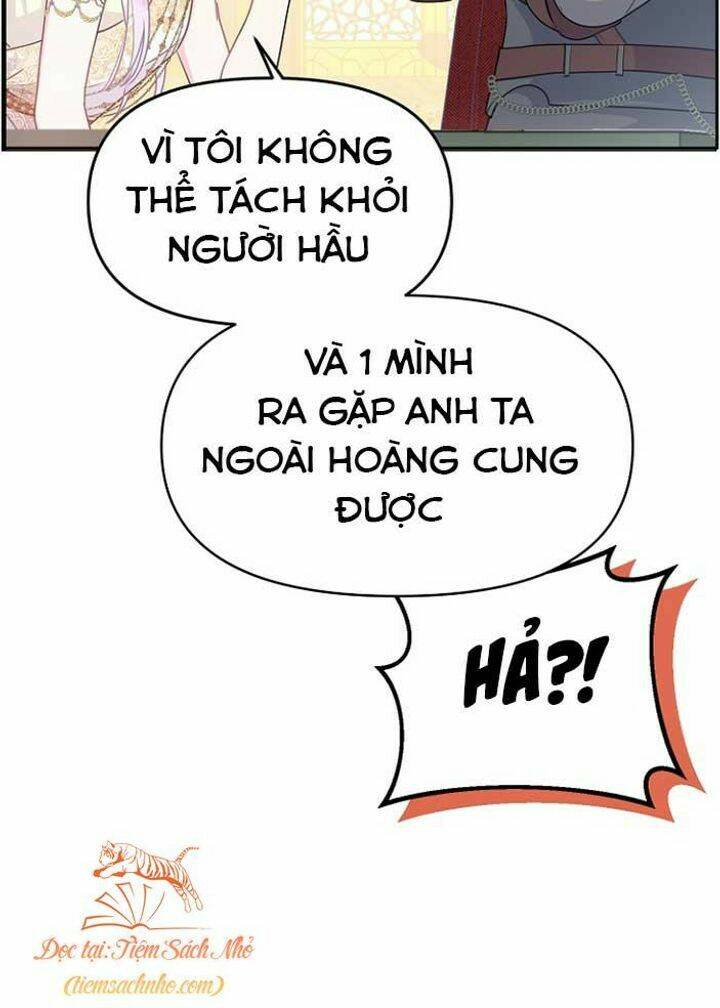 VÌ TÔI KHÔNG
THỂ TÁCH KHỎI
NGƯỜI HẦU
VÀ 1 MÌNH
RA GẶP ANH TA
NGOÀI HOÀNG CUNG
ĐƯỢC
HẢ?!
Đọc tại: Tiệm Sách Nhỏ
(tiemsachnho.com)